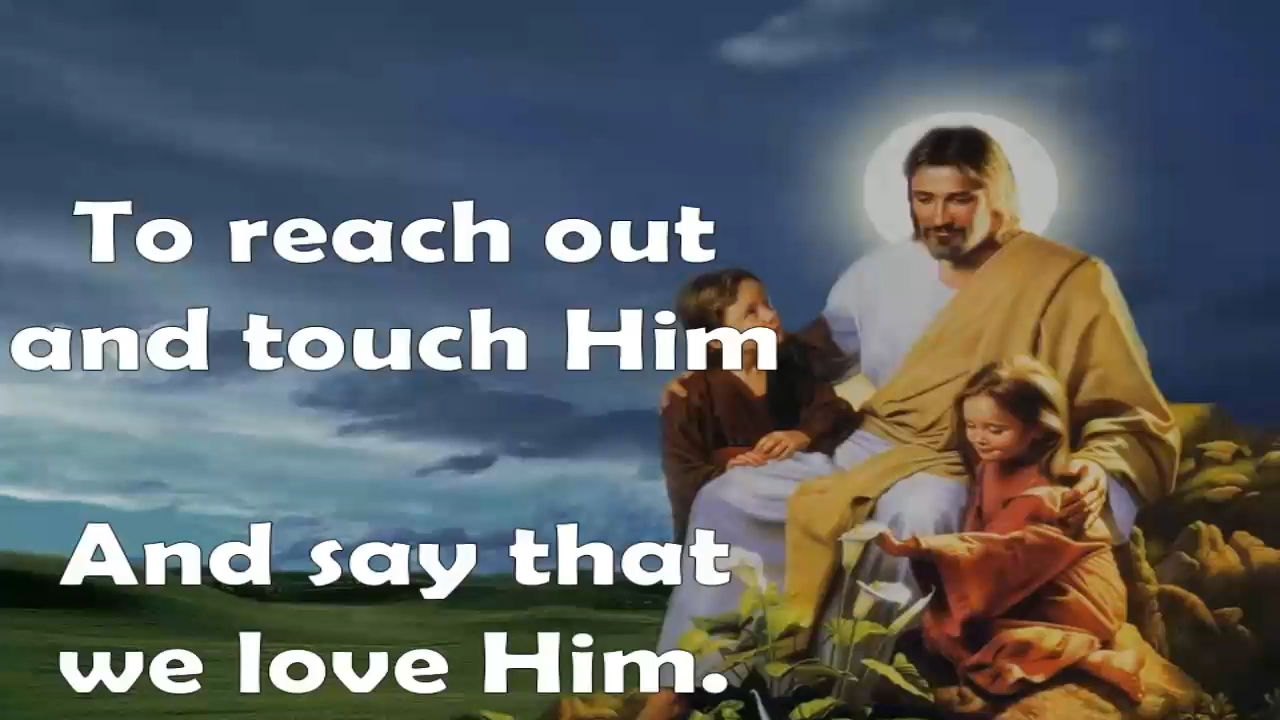 To reach out
and touch Him
And say that
we love Him.